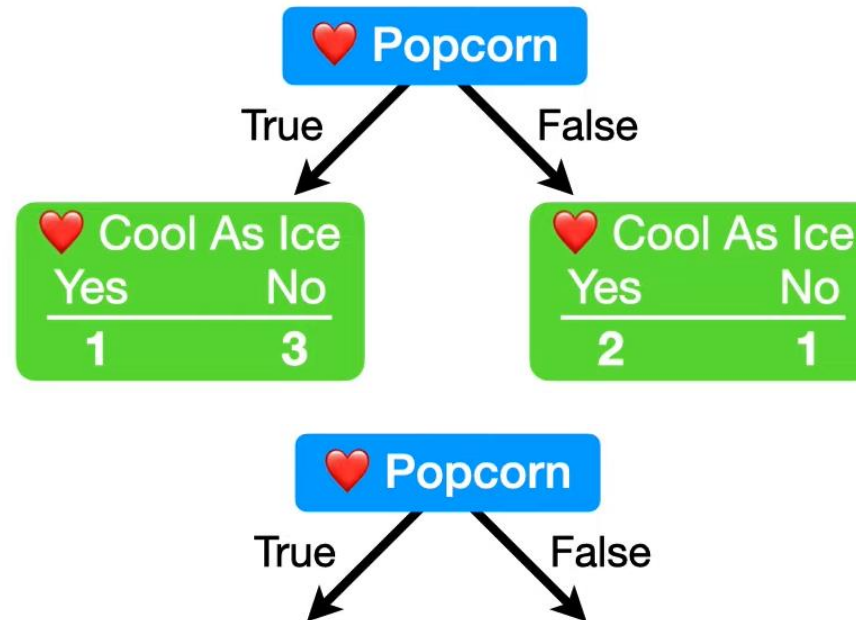 ❤️ Popcorn
True False
❤️ Cool As Ice ❤️ Cool As Ice
Yes No Yes No
1 3 2 1
❤️ Popcorn
True False